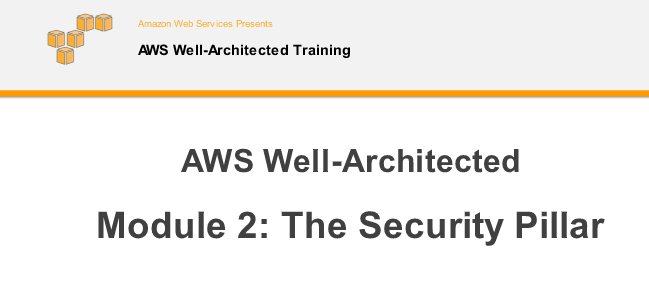 Amazon Web Services Presents
AWS Well-Architected Training
AWS Well-Architected
Module 2: The Security Pillar